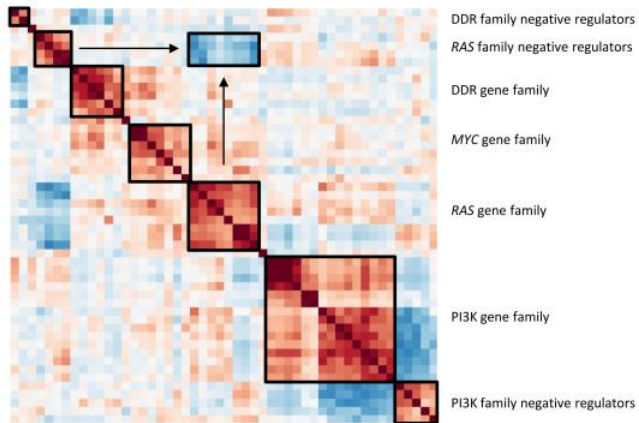 DDR family negative regulators
RAS family negative regulators
DDR gene family
MYC gene family
RAS gene family
PI3K gene family
PI3K family negative regulators